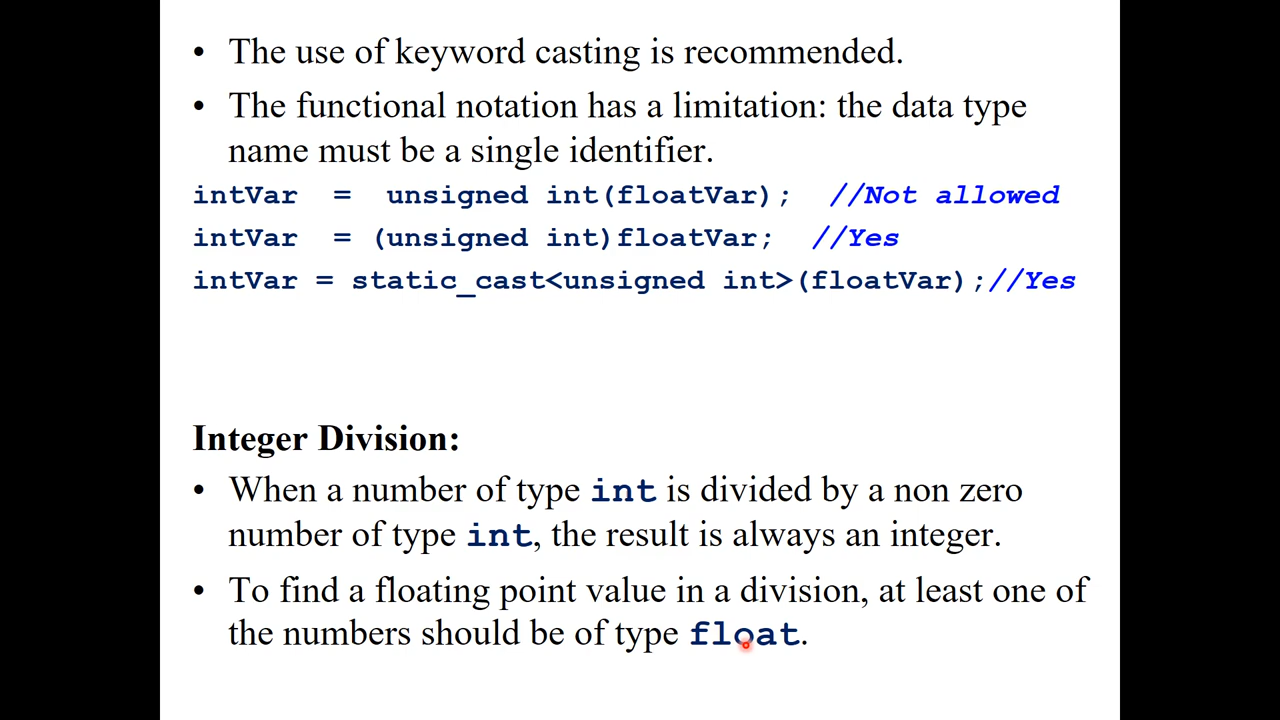 • The use of keyword casting is recommended.
• The functional notation has a limitation: the data type
name must be a single identifier.
intVar = unsigned int(floatVar); //Not allowed
intVar = (unsigned int)floatVar; //Yes
intVar = static_cast<unsigned int>(floatVar);//Yes
Integer Division:
• When a number of type int is divided by a non zero
number of type int, the result is always an integer.
• To find a floating point value in a division, at least one of
the numbers should be of type float.